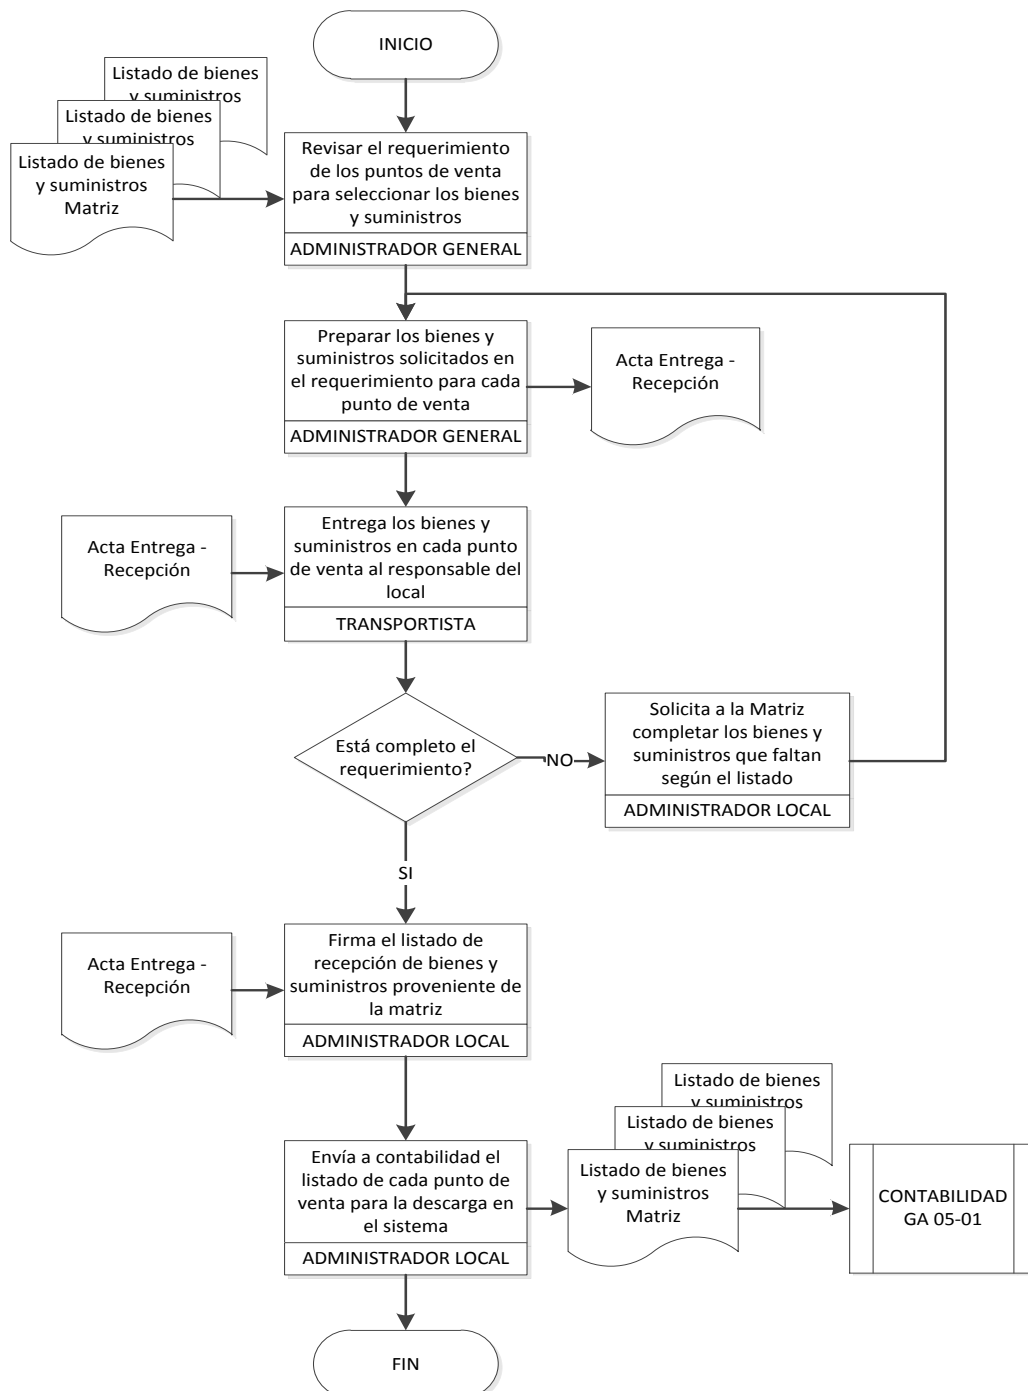 INICIO
Listado de bienes
y suministros
Listado de bienes
y suministros
Listado de bienes
y suministros
Matriz
Revisar el requerimiento
de los puntos de venta
para seleccionar los bienes
y suministros
ADMINISTRADOR GENERAL
Preparar los bienes y
suministros solicitados en
el requerimiento para cada
punto de venta
ADMINISTRADOR GENERAL
Acta Entrega -
Recepción
Acta Entrega -
Recepción
Entrega los bienes y
suministros en cada punto
de venta al responsable del
local
TRANSPORTISTA
Está completo el
requerimiento?
NO
Solicita a la Matriz
completar los bienes y
suministros que faltan
según el listado
ADMINISTRADOR LOCAL
SI
Acta Entrega -
Recepción
Firma el listado de
recepción de bienes y
suministros proveniente de
la matriz
ADMINISTRADOR LOCAL
Envía a contabilidad el
listado de cada punto de
venta para la descarga en
el sistema
ADMINISTRADOR LOCAL
Listado de bienes
y suministros
Listado de bienes
y suministros
Listado de bienes
y suministros
Matriz
CONTABILIDAD
GA 05-01
FIN